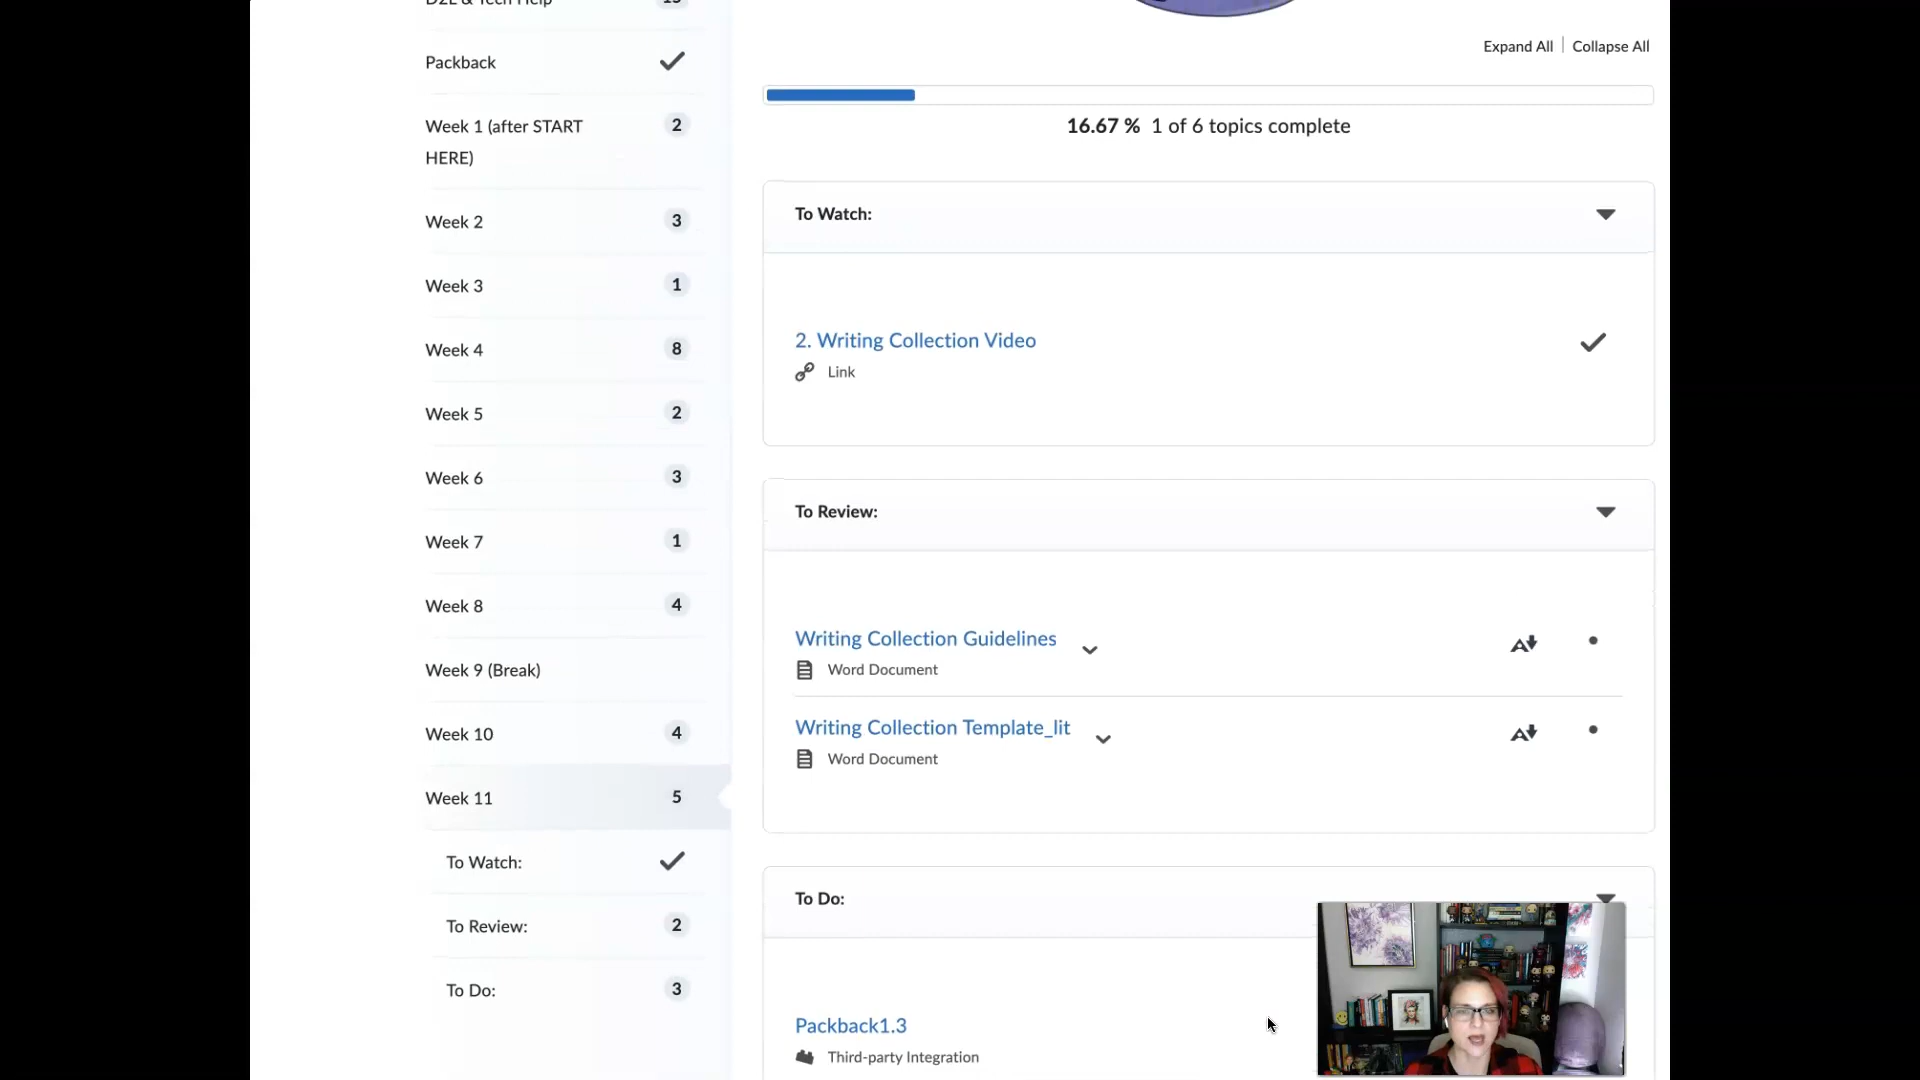 D2L & Tech Help 15
Packback
Week 1 (after START
HERE)
2
Week 2 3
Week 3 1
Week 4 8
Week 5 2
Week 6 3
Week 7 1
Week 8 4
Week 9 (Break)
Week 10 4
Week 11 5
To Watch:
To Review: 2
To Do: 3
Expand All | Collapse All
16.67 % 1 of 6 topics complete
To Watch:
2. Writing Collection Video
Link
To Review:
Writing Collection Guidelines
Word Document
Writing Collection Template_lit
Word Document
To Do:
Packback1.3
Third-party Integration